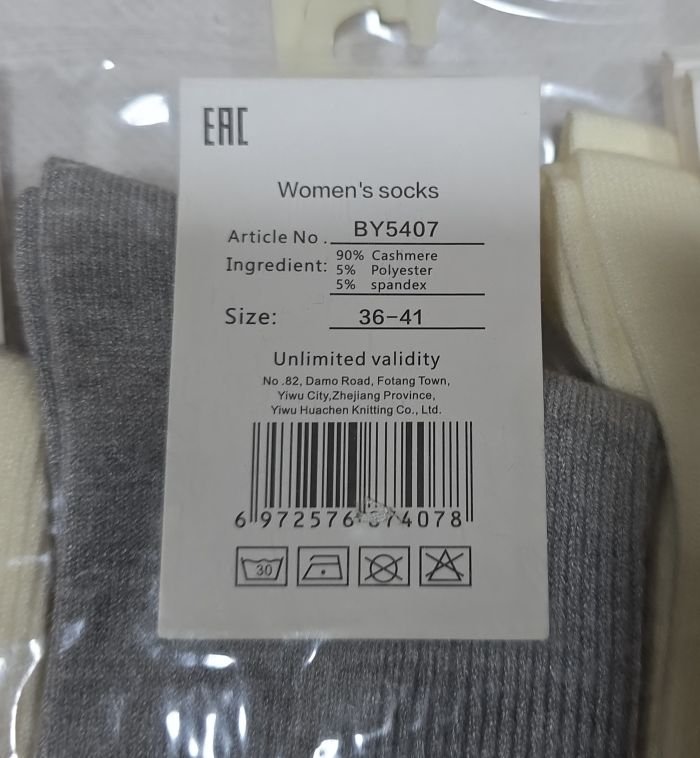 EAC
Women's socks
Article No . BY5407
Ingredient: 90% Cashmere
5% Polyester
5% spandex
Size: 36-41
Unlimited validity
No .82, Damo Road, Fotang Town,
Yiwu City,Zhejiang Province,
Yiwu Huachen Knitting Co., Ltd.
6 972576 074078
30